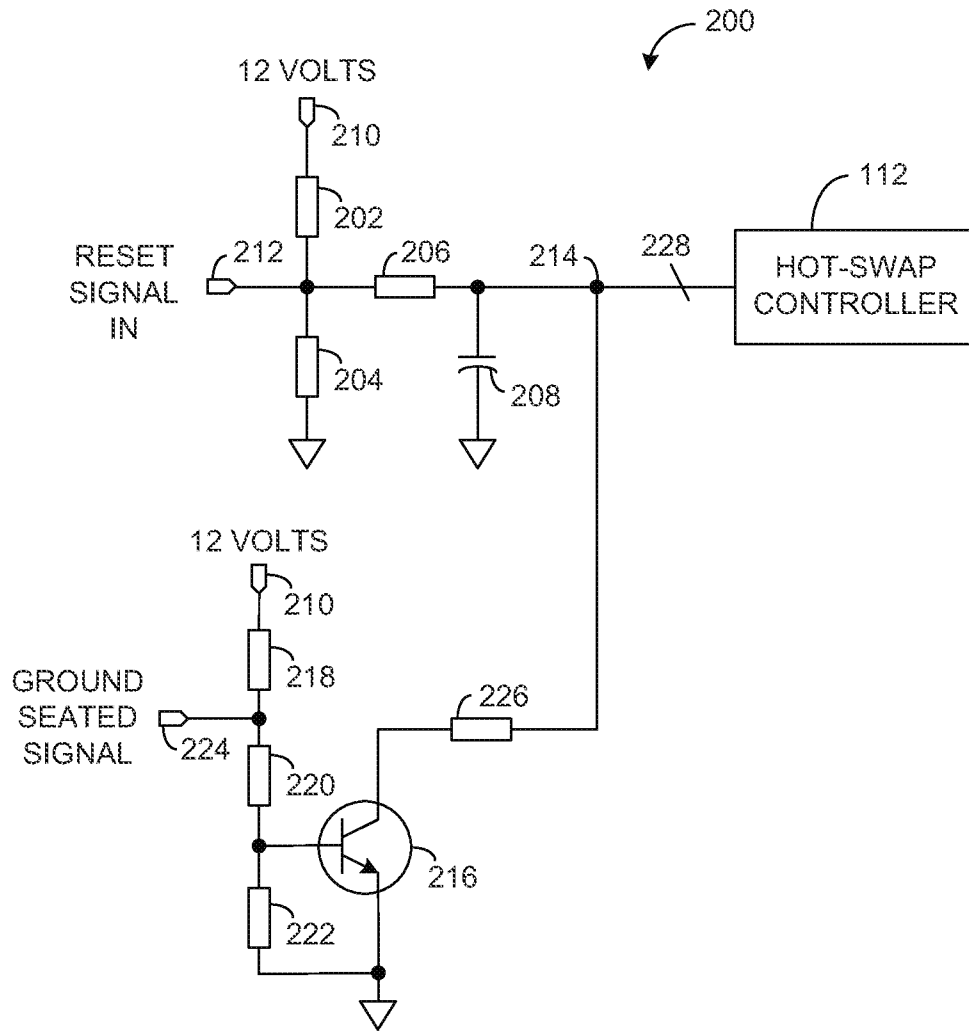 200
12 VOLTS
210
202
112
RESET
SIGNAL
IN
212
206
214
228
HOT-SWAP
CONTROLLER
204
208
12 VOLTS
210
218
GROUND
SEATED
SIGNAL
224
226
220
216
222